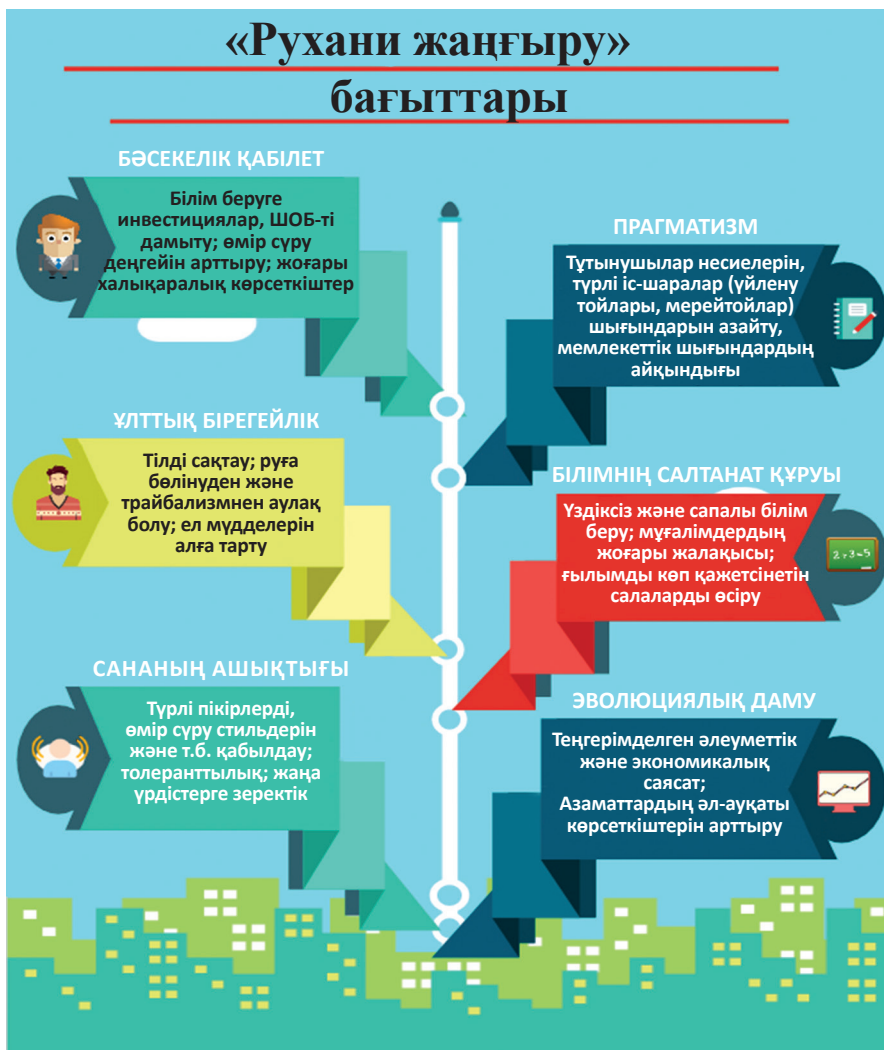 «Рухани жаңғыру»
бағыттары
БӘСЕКЕЛІК ҚАБІЛЕТ
Білім беруге
инвестициялар, ШОБ-ті
дамыту; өмір сүру
деңгейін арттыру; жоғары
халықаралық көрсеткіштер
ПРАГМАТИЗМ
Тұтынушылар несиелерін,
түрлі іс-шаралар (үйлену
тойлары, мерейтойлар)
шығындарын азайту,
мемлекеттік шығындардың
айқындығы
ҰЛТТЫҚ БІРЕГЕЙЛІК
Тілді сақтау; руға
бөлінуден және
трайбализмнен аулақ
болу; ел мүдделерін
алға тарту
БІЛІМНІҢ САЛТАНАТ ҚҰРУЫ
Үздіксіз және сапалы білім
беру; мұғалімдердың
жоғары жалақысы;
ғылымды көп қажетсінетін
салаларды өсіру
2+3=5
САНАНЫҢ АШЫҚТЫҒЫ
Түрлі пікірлерді,
өмір сүру стильдерін
және т.б. қабылдау;
толеранттылық; жаңа
үрдістерге зеректік
ЭВОЛЮЦИЯЛЫҚ ДАМУ
Теңгерімделген әлеуметтік
және экономикалық
саясат;
Азаматтардың әл-ауқаты
көрсеткіштерін арттыру